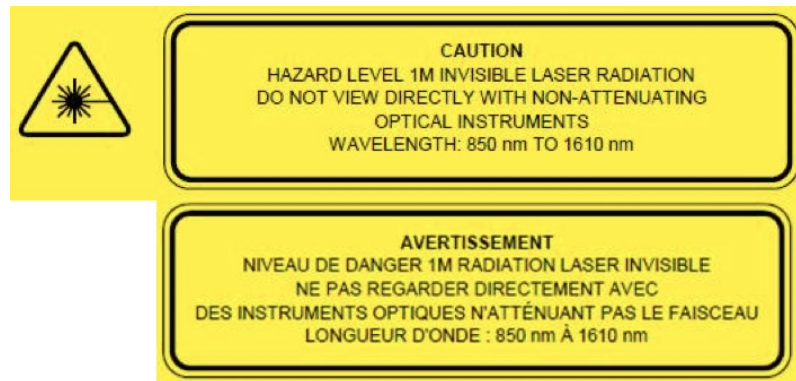 CAUTION
HAZARD LEVEL 1M INVISIBLE LASER RADIATION
DO NOT VIEW DIRECTLY WITH NON-ATTENUATING
OPTICAL INSTRUMENTS
WAVELENGTH: 850 nm TO 1610 nm
AVERTISSEMENT
NIVEAU DE DANGER 1M RADIATION LASER INVISIBLE
NE PAS REGARDER DIRECTEMENT AVEC
DES INSTRUMENTS OPTIQUES N'ATTÉNUANT PAS LE FAISCEAU
LONGUEUR D'ONDE : 850 nm À 1610 nm